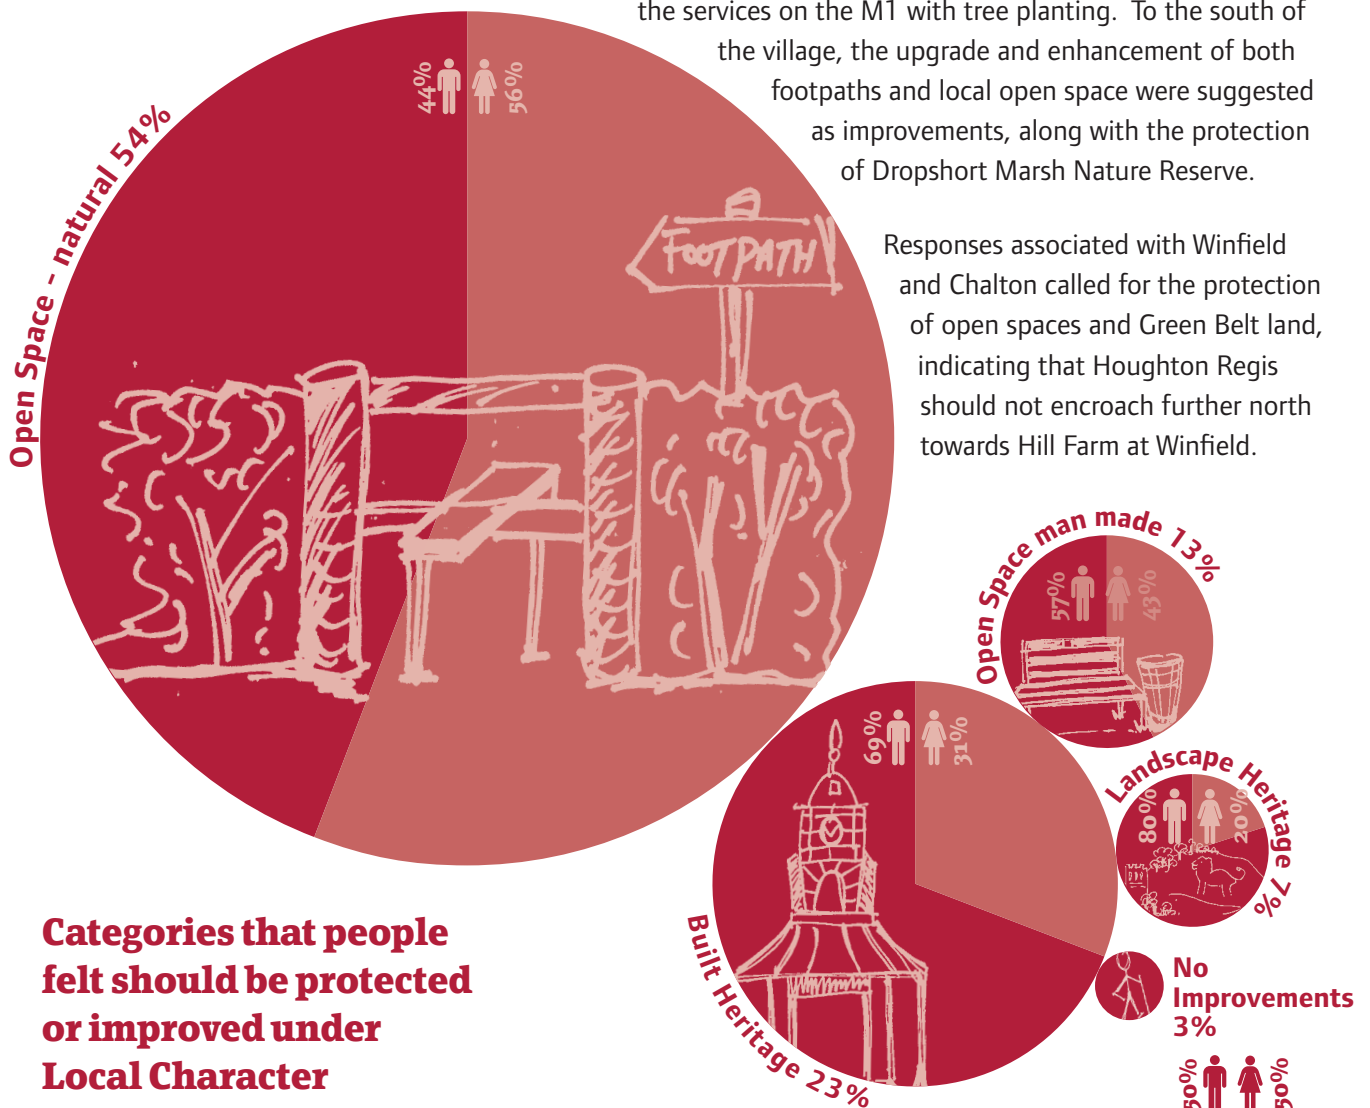 the services on the M1 with tree planting. To the south of
the village, the upgrade and enhancement of both
footpaths and local open space were suggested
as improvements, along with the protection
of Dropshort Marsh Nature Reserve.
Responses associated with Winfield
and Chalton called for the protection
of open spaces and Green Belt land,
indicating that Houghton Regis
should not encroach further north
towards Hill Farm at Winfield.
Open Space - natural 54%
44%
56%
FOOTPATH
Open Space man made 13%
57%
43%
Built Heritage 23%
69%
31%
Landscape Heritage 7%
80%
20%
No
Improvements
3%
50%
50%
Categories that people
felt should be protected
or improved under
Local Character